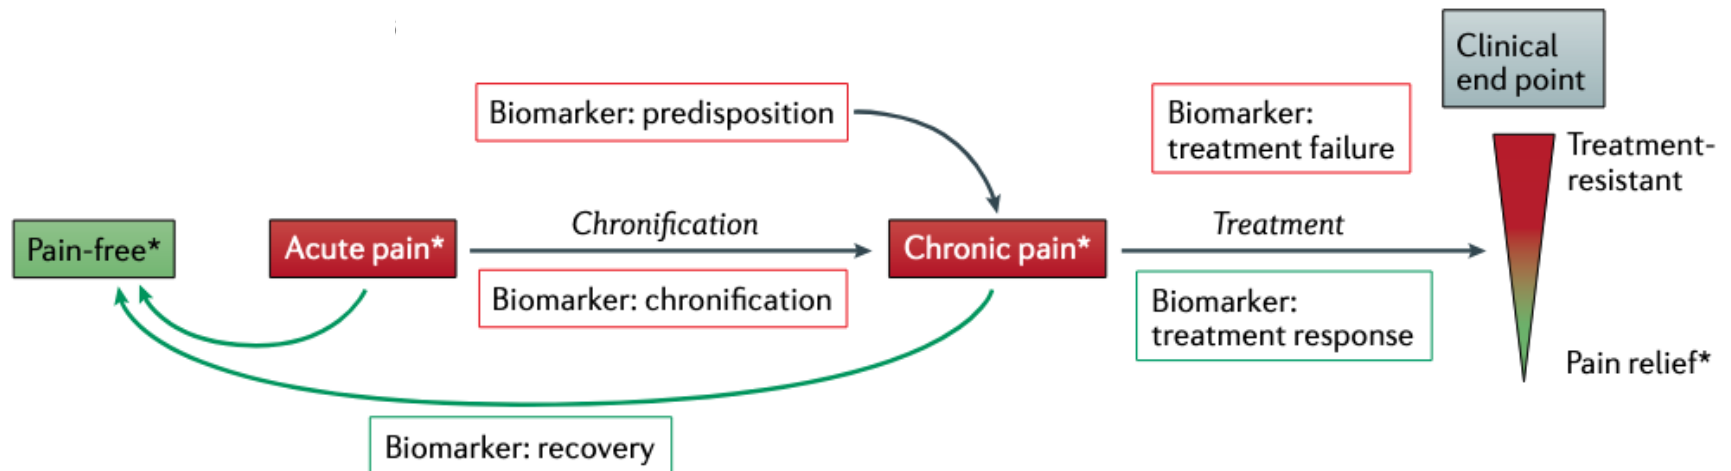 Clinical
end point
Biomarker: predisposition
Biomarker:
treatment failure
Treatment-
resistant
Pain-free*
Acute pain*
Chronification
Chronic pain*
Treatment
Biomarker: chronification
Biomarker:
treatment response
Pain relief*
Biomarker: recovery